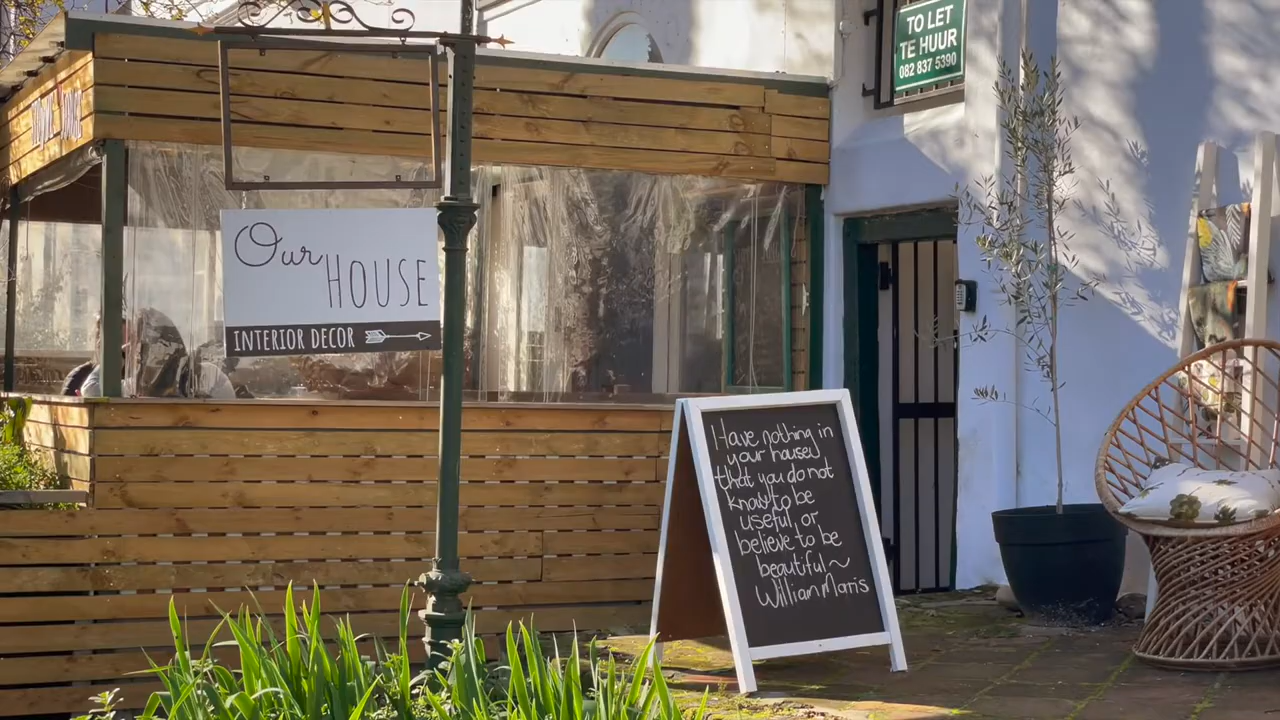 TO LET
TE HUUR
082 837 5390
Our
HOUSE
INTERIOR DECOR
Have nothing in
your house
that you do not
know to be
useful, or
believe to be
beautiful~
William Morris